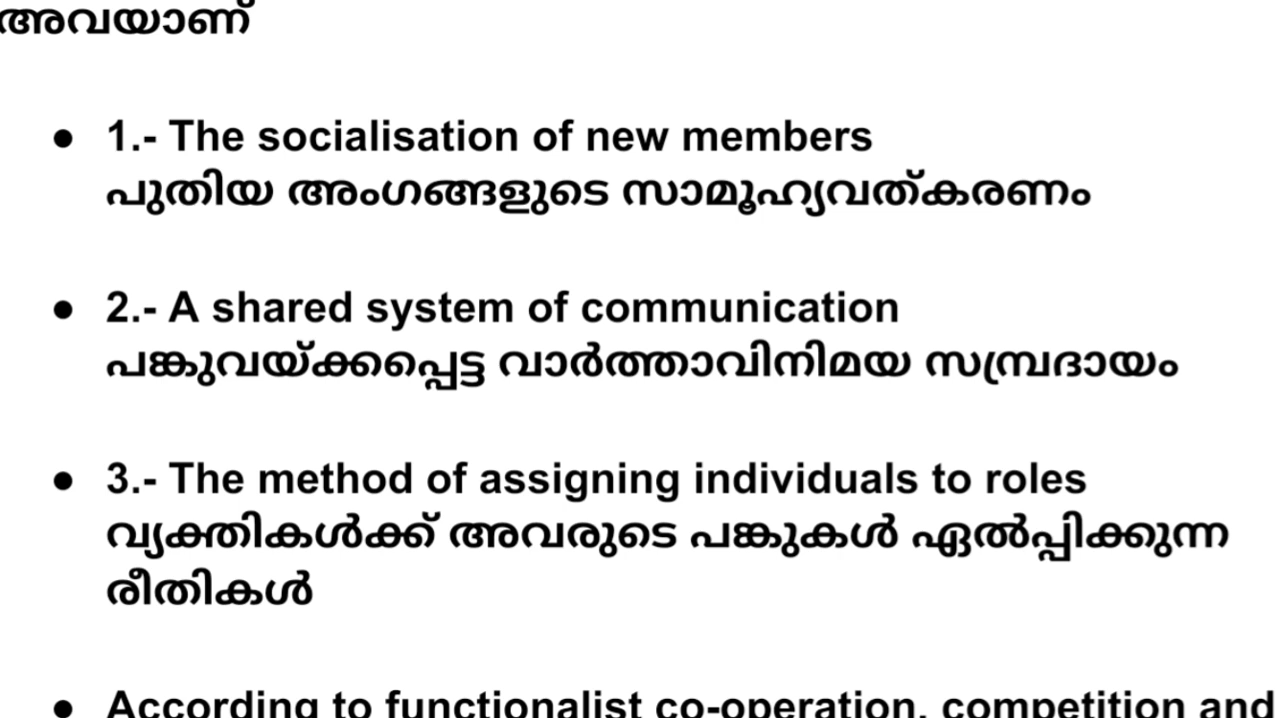 അവയാണ്
● 1.- The socialisation of new members
പുതിയ അംഗങ്ങളുടെ സാമൂഹ്യവത്കരണം
● 2.- A shared system of communication
പങ്കുവയ്ക്കപ്പെട്ട വാർത്താവിനിമയ സമ്പ്രദായം
● 3.- The method of assigning individuals to roles
വ്യക്തികൾക്ക് അവരുടെ പങ്കുകൾ ഏൽപ്പിക്കുന്ന
രീതികൾ
● According to functionalist co-operation, competition and